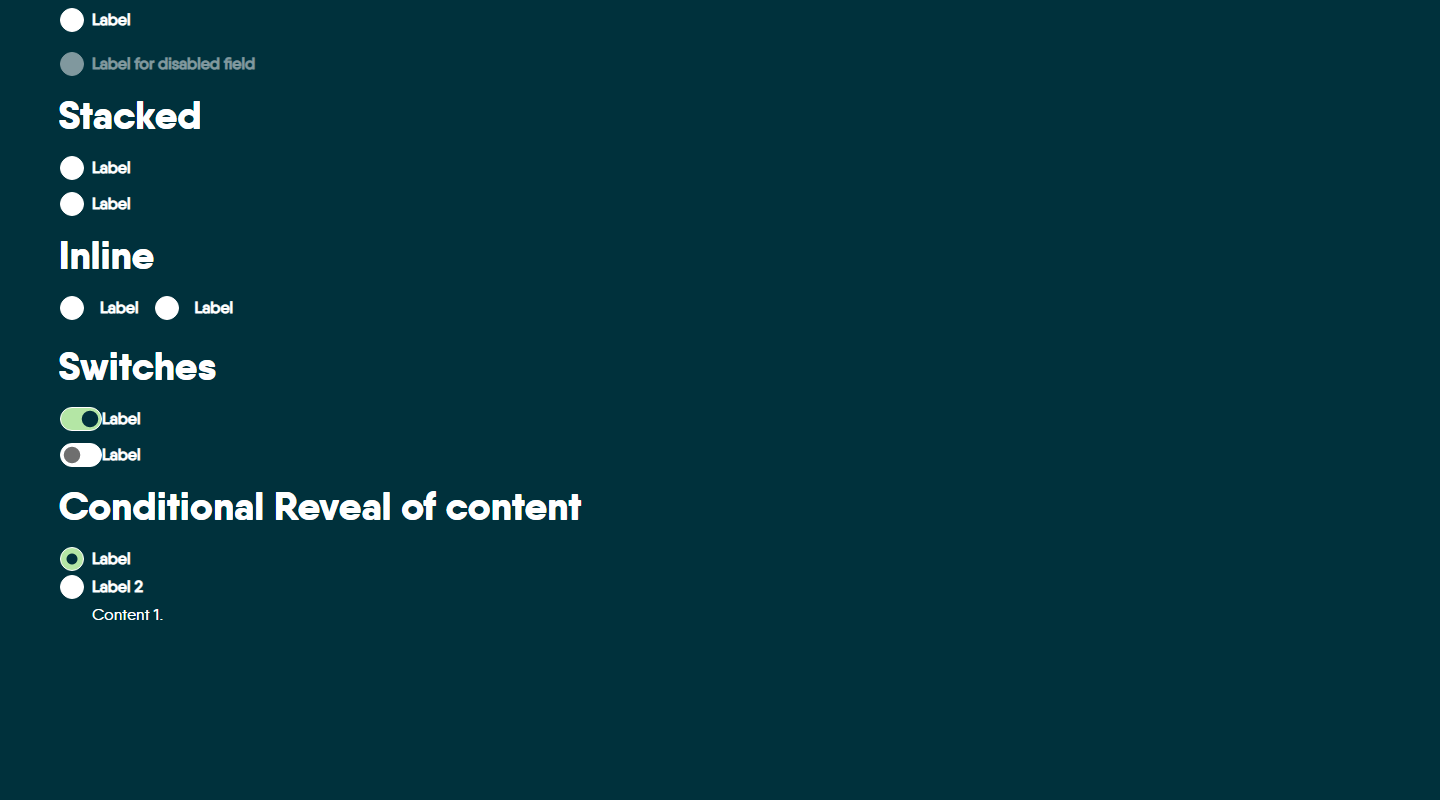 Label
Label for disabled field
Stacked
Label
Label
Inline
Label Label
Switches
Label
Label
Conditional Reveal of content
Label
Label 2
Content 1.